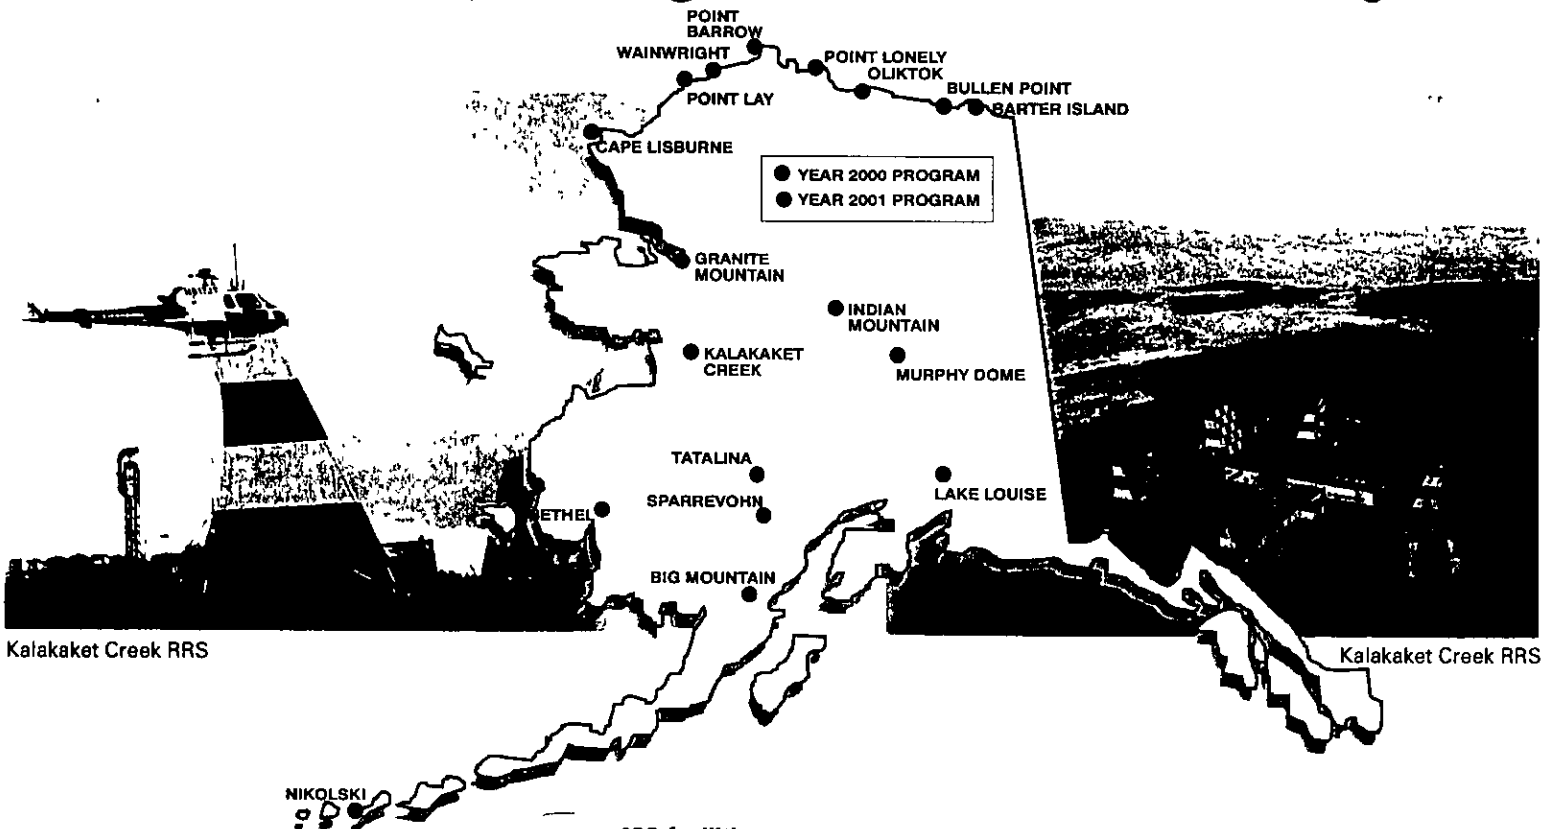 POINT
BARROW
WAINWRIGHT
POINT LONELY
OLIKTOK
POINT LAY
BULLEN POINT
BARTER ISLAND
CAPE LISBURNE
YEAR 2000 PROGRAM
YEAR 2001 PROGRAM
GRANITE
MOUNTAIN
INDIAN
MOUNTAIN
KALAKAKET
CREEK
MURPHY DOME
TATALINA
LAKE LOUISE
SPARREVOHN
ETHEL
BIG MOUNTAIN
Kalakaket Creek RRS
Kalakaket Creek RRS
NIKOLSKI